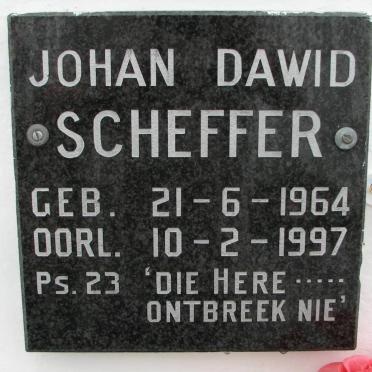 JOHAN DAWID
SCHEFFER
GEB. 21-6-1964
OORL. 10-2-1997
Ps. 23 'DIE HERE .....
ONTBREEK NIE'